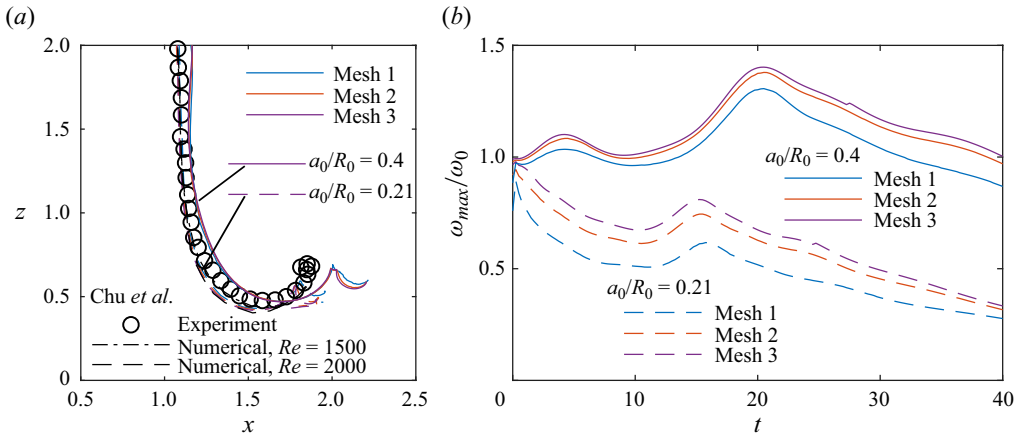 (a)
2.0
1.5
1.0
0.5
0
z
Mesh 1
Mesh 2
Mesh 3
a0/R0 = 0.4
a0/R0 = 0.21
Chu et al.
Experiment
Numerical, Re = 1500
Numerical, Re = 2000
0.5 1.0 1.5 2.0 2.5
x
(b)
1.5
1.0
0.5
ωmax/ω0
a0/R0 = 0.4
Mesh 1
Mesh 2
Mesh 3
a0/R0 = 0.21
Mesh 1
Mesh 2
Mesh 3
0 10 20 30 40
t